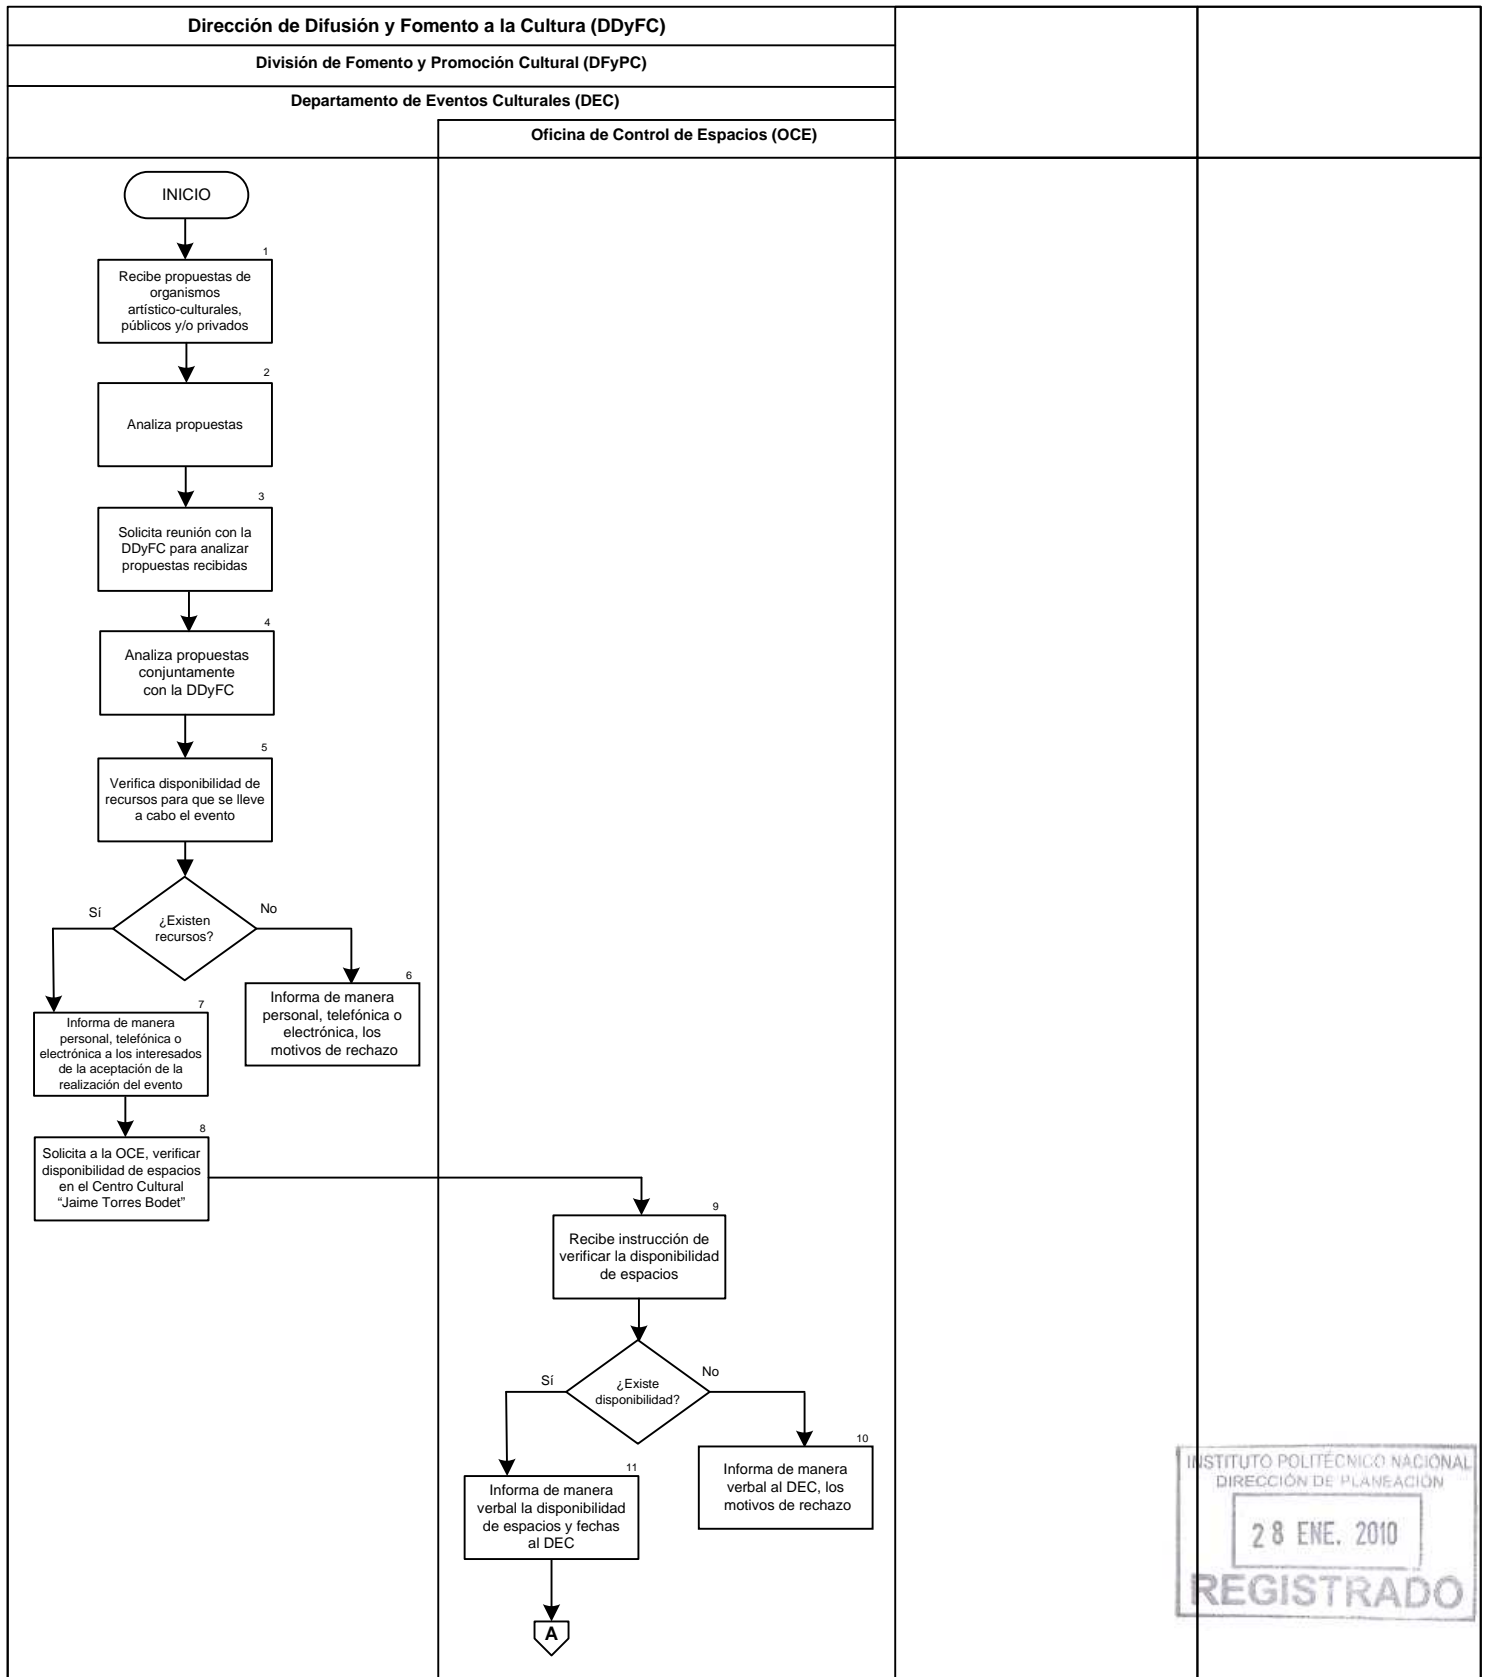 Dirección de Difusión y Fomento a la Cultura (DDyFC)
División de Fomento y Promoción Cultural (DFyPC)
Departamento de Eventos Culturales (DEC)
Oficina de Control de Espacios (OCE)
INICIO
1
Recibe propuestas de
organismos
artístico-culturales,
públicos y/o privados
2
Analiza propuestas
3
Solicita reunión con la
DDyFC para analizar
propuestas recibidas
4
Analiza propuestas
conjuntamente
con la DDyFC
5
Verifica disponibilidad de
recursos para que se lleve
a cabo el evento
Sí
¿Existen
recursos?
No
6
Informa de manera
personal, telefónica o
electrónica, los
motivos de rechazo
7
Informa de manera
personal, telefónica o
electrónica a los interesados
de la aceptación de la
realización del evento
8
Solicita a la OCE, verificar
disponibilidad de espacios
en el Centro Cultural
“Jaime Torres Bodet”
9
Recibe instrucción de
verificar la disponibilidad
de espacios
Sí
¿Existe
disponibilidad?
No
10
Informa de manera
verbal al DEC, los
motivos de rechazo
11
Informa de manera
verbal la disponibilidad
de espacios y fechas
al DEC
A
INSTITUTO POLITÉCNICO NACIONAL
DIRECCIÓN DE PLANEACIÓN
28 ENE. 2010
REGISTRADO